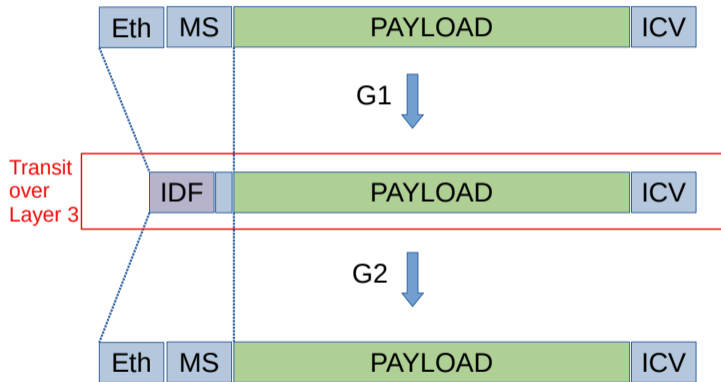 Eth MS PAYLOAD ICV
G1
Transit
over
Layer 3
IDF PAYLOAD ICV
G2
Eth MS PAYLOAD ICV